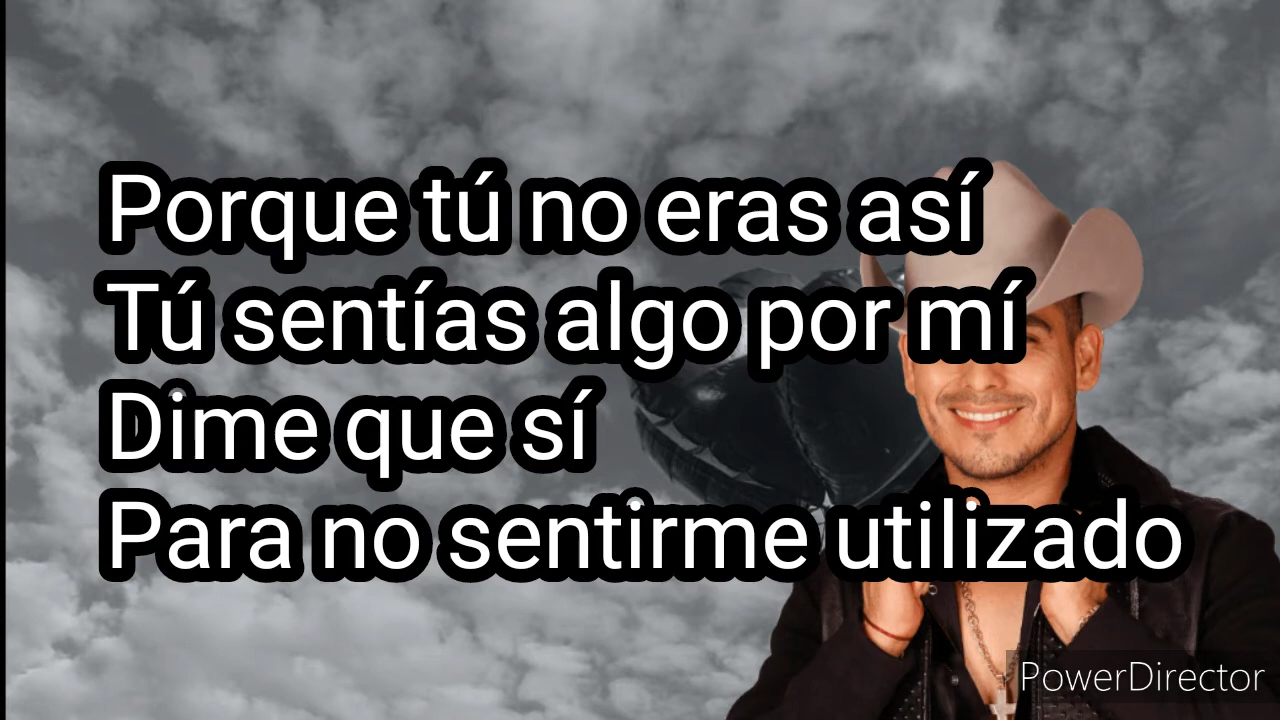 Porque tú no eras así
Tú sentías algo por mí
Dime que sí
Para no sentirme utilizado
PowerDirector